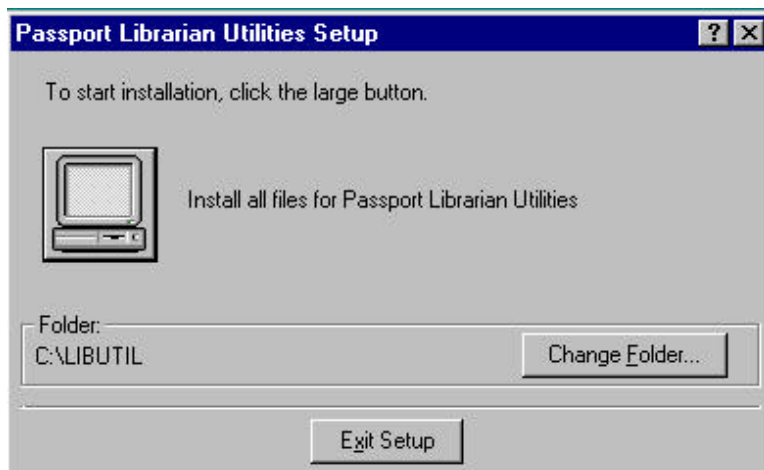 Passport Librarian Utilities Setup
?
To start installation, click the large button.
Install all files for Passport Librarian Utilities
Folder:
C:\LIBUTIL
Change Folder...
Exit Setup